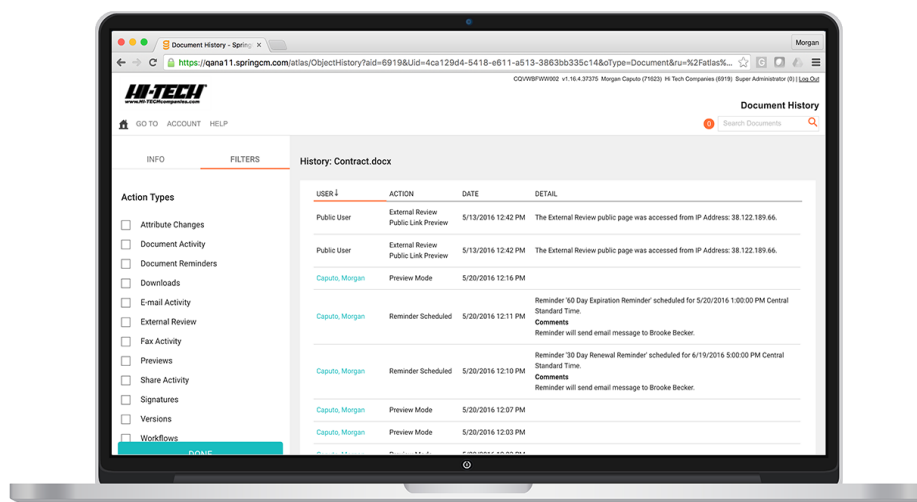 Document History - Spring
Morgan
https://qana11.springcm.com/atlas/ObjectHistory?aid=6919&Uid=4ca129d4-5418-e611-a513-3863bb335c14&oType=Document&ru=%2Fatlas%...
CQVWBFWW002 v1.16.4.37375 Morgan Caputo (71623) Hi Tech Companies (6919) Super Administrator (0) | Log Out
HI-TECH
www.HI-TECHcompanies.com
Document History
GO TO ACCOUNT HELP
0 Search Documents
INFO FILTERS
History: Contract.docx
Action Types
Attribute Changes
Document Activity
Document Reminders
Downloads
E-mail Activity
External Review
Fax Activity
Previews
Share Activity
Signatures
Versions
Workflows
DONE
USER ACTION DATE DETAIL
Public User External Review Public Link Preview 5/13/2016 12:42 PM The External Review public page was accessed from IP Address: 38.122.189.66.
Public User External Review Public Link Preview 5/13/2016 12:42 PM The External Review public page was accessed from IP Address: 38.122.189.66.
Caputo, Morgan Preview Mode 5/20/2016 12:16 PM
Caputo, Morgan Reminder Scheduled 5/20/2016 12:11 PM Reminder '60 Day Expiration Reminder' scheduled for 5/20/2016 1:00:00 PM Central
Standard Time.
Comments
Reminder will send email message to Brooke Becker.
Caputo, Morgan Reminder Scheduled 5/20/2016 12:10 PM Reminder '30 Day Renewal Reminder' scheduled for 6/19/2016 5:00:00 PM Central
Standard Time.
Comments
Reminder will send email message to Brooke Becker.
Caputo, Morgan Preview Mode 5/20/2016 12:07 PM
Caputo, Morgan Preview Mode 5/20/2016 12:03 PM